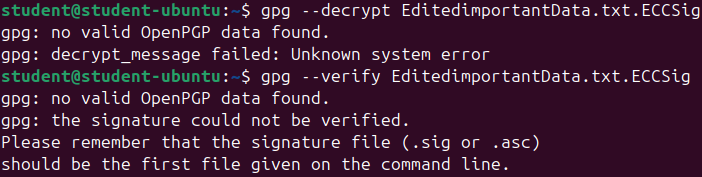 student@student-ubuntu:~$ gpg --decrypt EditedimportantData.txt.ECCSig
gpg: no valid OpenPGP data found.
gpg: decrypt_message failed: Unknown system error
student@student-ubuntu:~$ gpg --verify EditedimportantData.txt.ECCSig
gpg: no valid OpenPGP data found.
gpg: the signature could not be verified.
Please remember that the signature file (.sig or .asc)
should be the first file given on the command line.